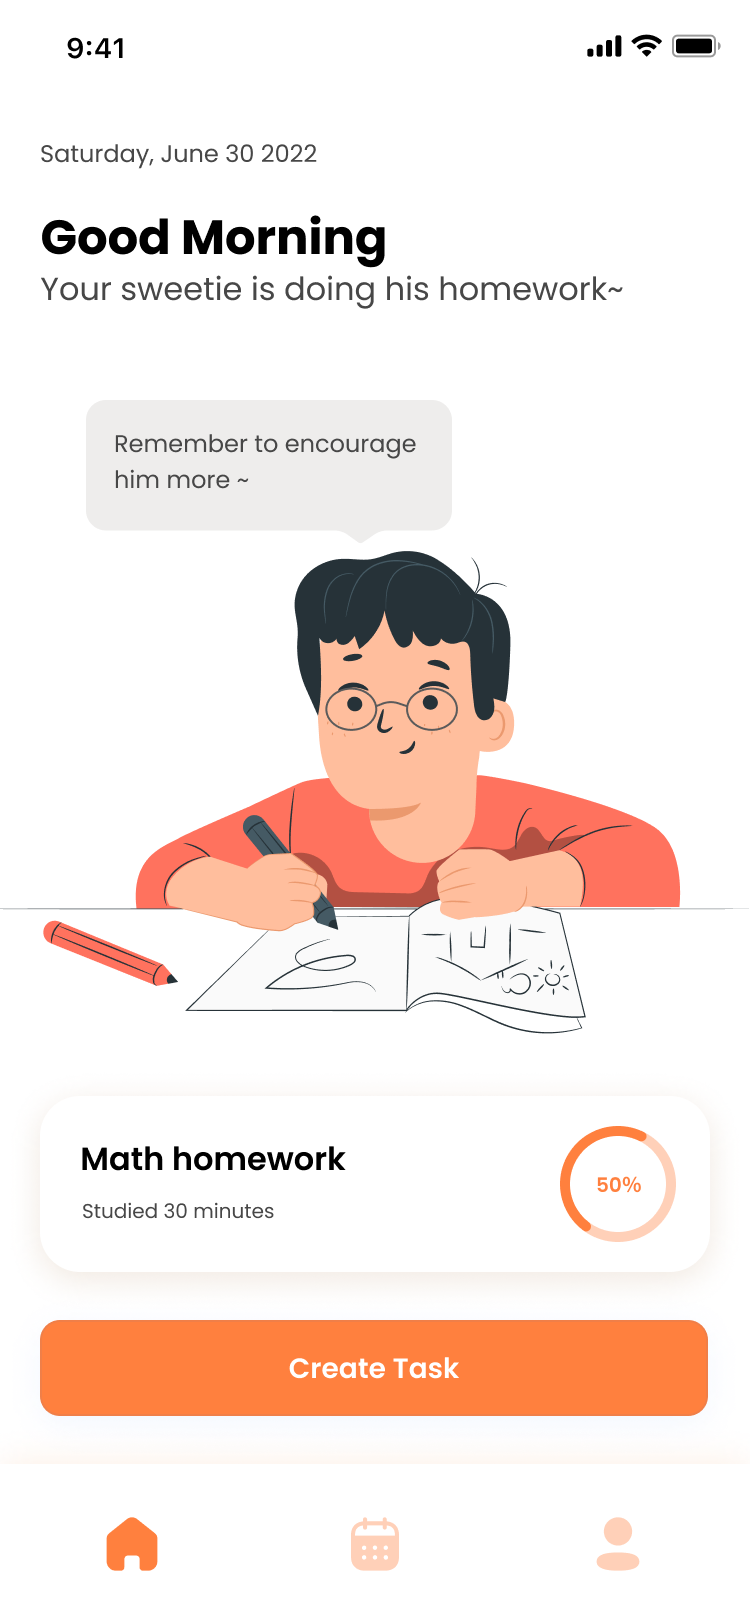 9:41
Saturday, June 30 2022
Good Morning
Your sweetie is doing his homework~
Remember to encourage
him more ~
Math homework
Studied 30 minutes
50%
Create Task